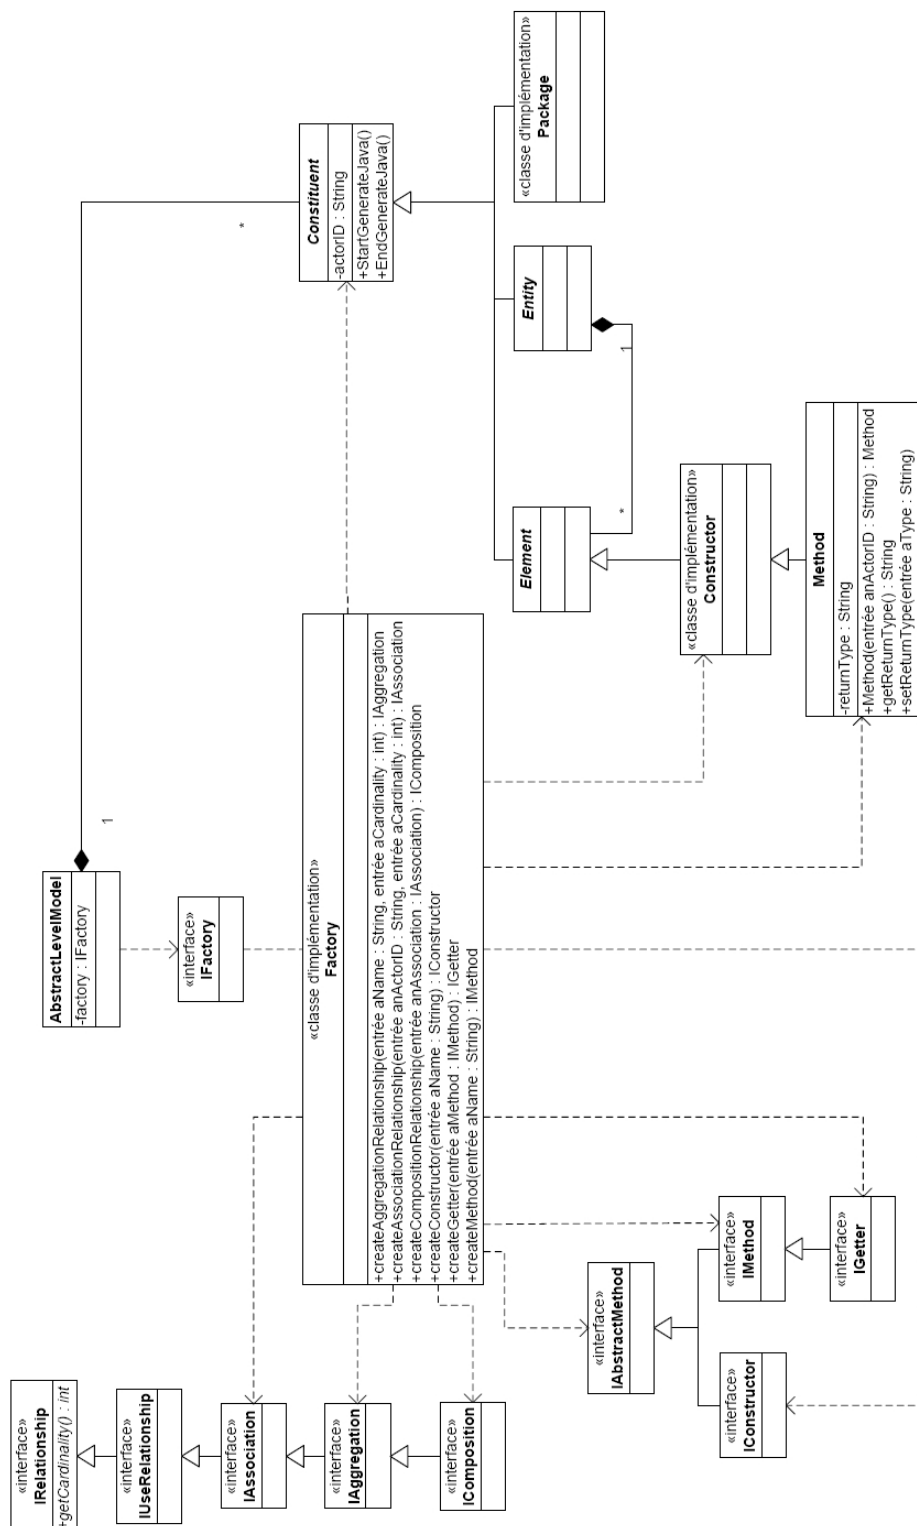 «interface»
IRelationship
+getCardinality() : int
«interface»
IUseRelationship
«interface»
IAssociation
«interface»
IAggregation
«interface»
IComposition
AbstractLevelModel
-factory : IFactory
1
*
«interface»
IFactory
«classe d'implémentation»
Factory
+createAggregationRelationship(entrée aName : String, entrée aCardinality : int) : IAggregation
+createAssociationRelationship(entrée anActorID : String, entrée aCardinality : int) : IAssociation
+createCompositionRelationship(entrée anAssociation : IAssociation) : IComposition
+createConstructor(entrée aName : String) : IConstructor
+createGetter(entrée aMethod : IMethod) : IGetter
+createMethod(entrée aName : String) : IMethod
Constituent
-actorID : String
+StartGenerateJava()
+EndGenerateJava()
«classe d'implémentation»
Package
Entity
1
*
Element
«classe d'implémentation»
Constructor
Method
-returnType : String
+Method(entrée anActorID : String) : Method
+getReturnType() : String
+setReturnType(entrée aType : String)
«interface»
IAbstractMethod
«interface»
IConstructor
«interface»
IMethod
«interface»
IGetter